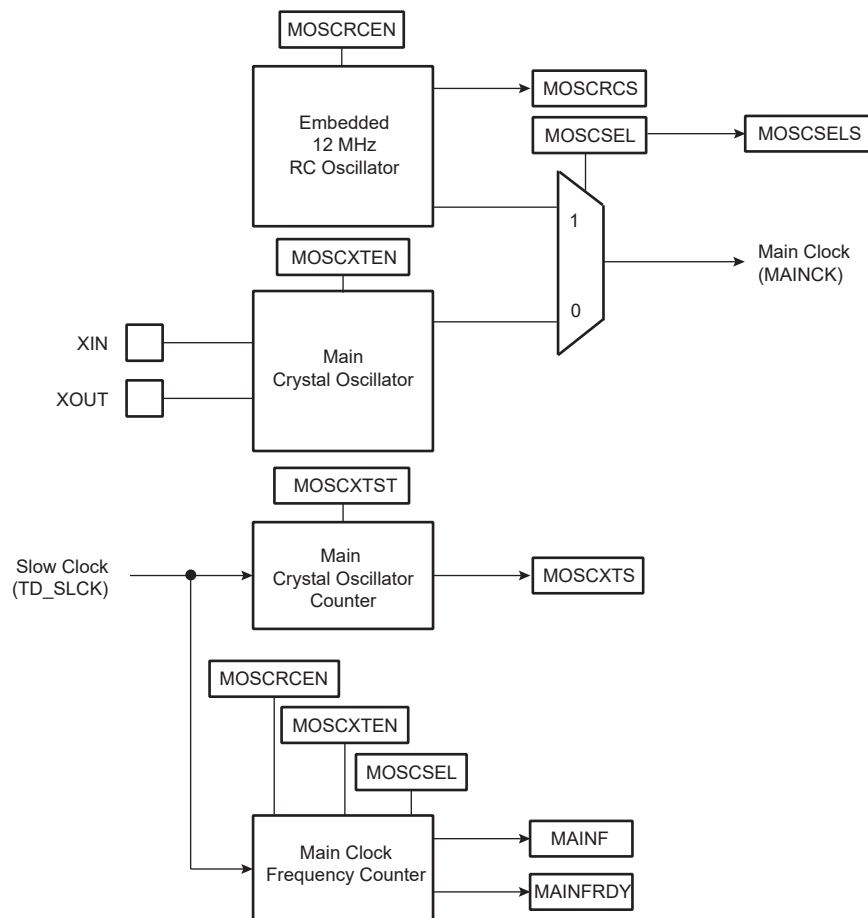 MOSCRCEN
Embedded
12 MHz
RC Oscillator
MOSCRCS
MOSCSEL
MOSCSELS
1
Main Clock
(MAINCK)
MOSCXTEN
0
XIN
Main
Crystal Oscillator
XOUT
MOSCXTST
Slow Clock
(TD_SLCK)
Main
Crystal Oscillator
Counter
MOSCXTS
MOSCRCEN
MOSCXTEN
MOSCSEL
Main Clock
Frequency Counter
MAINF
MAINFRDY